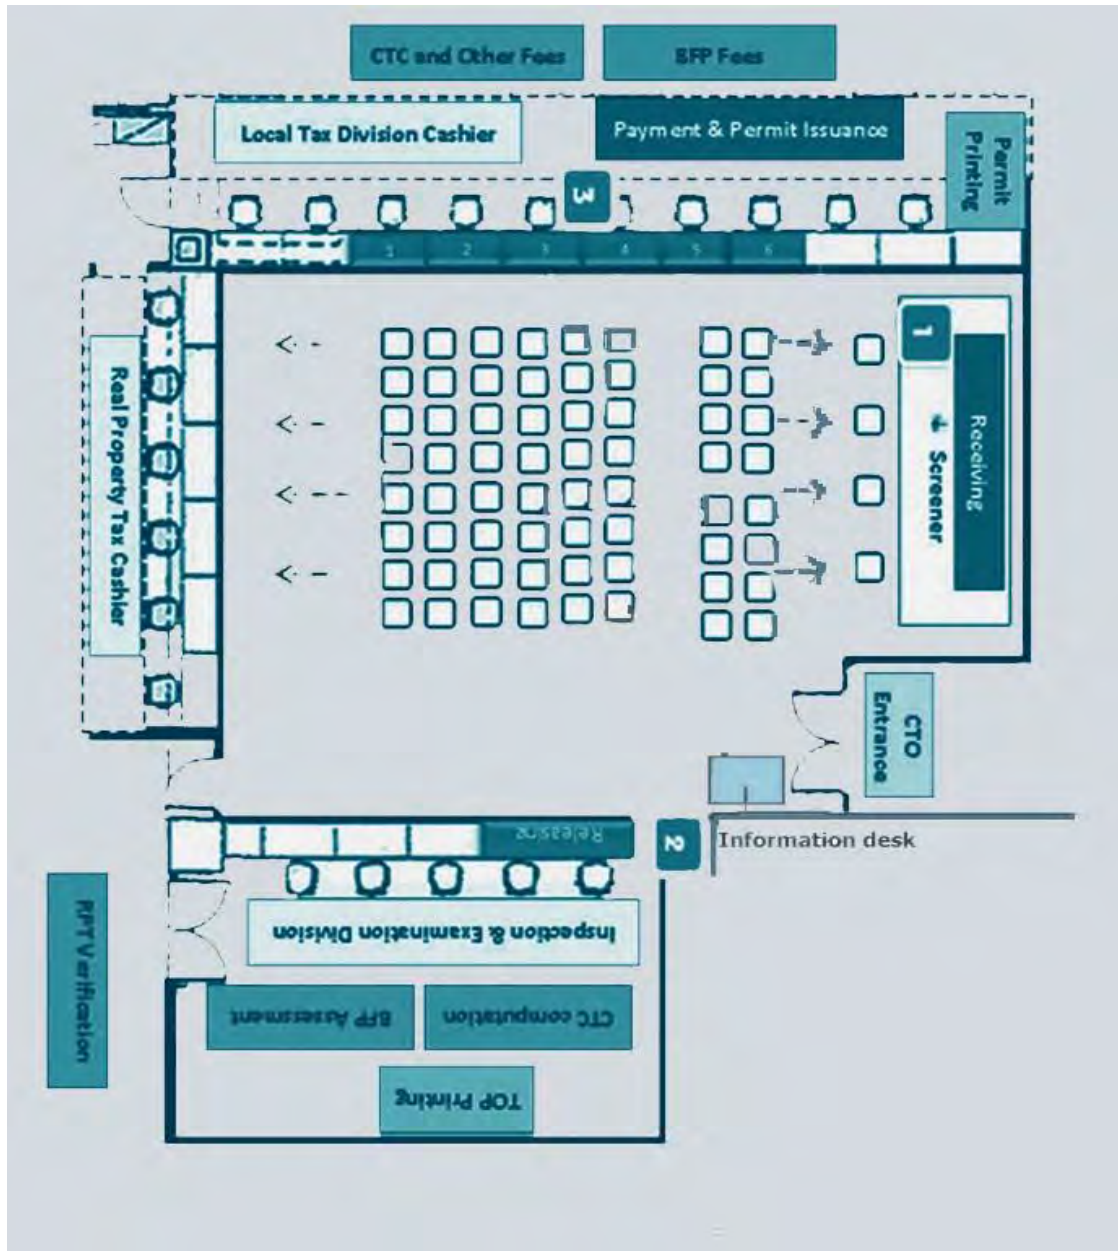 CTC and Other Fees
BFP Fees
Local Tax Division Cashier
Payment & Permit Issuance
Permit
Printing
3
1
2
3
4
5
6
1
Receiving
Screener
Real Property Tax Cashier
CTO
Entrance
Releasing
2
Information desk
Inspection & Examination Division
RPT Verification
BFP Assessment
CTC computation
TOP Printing